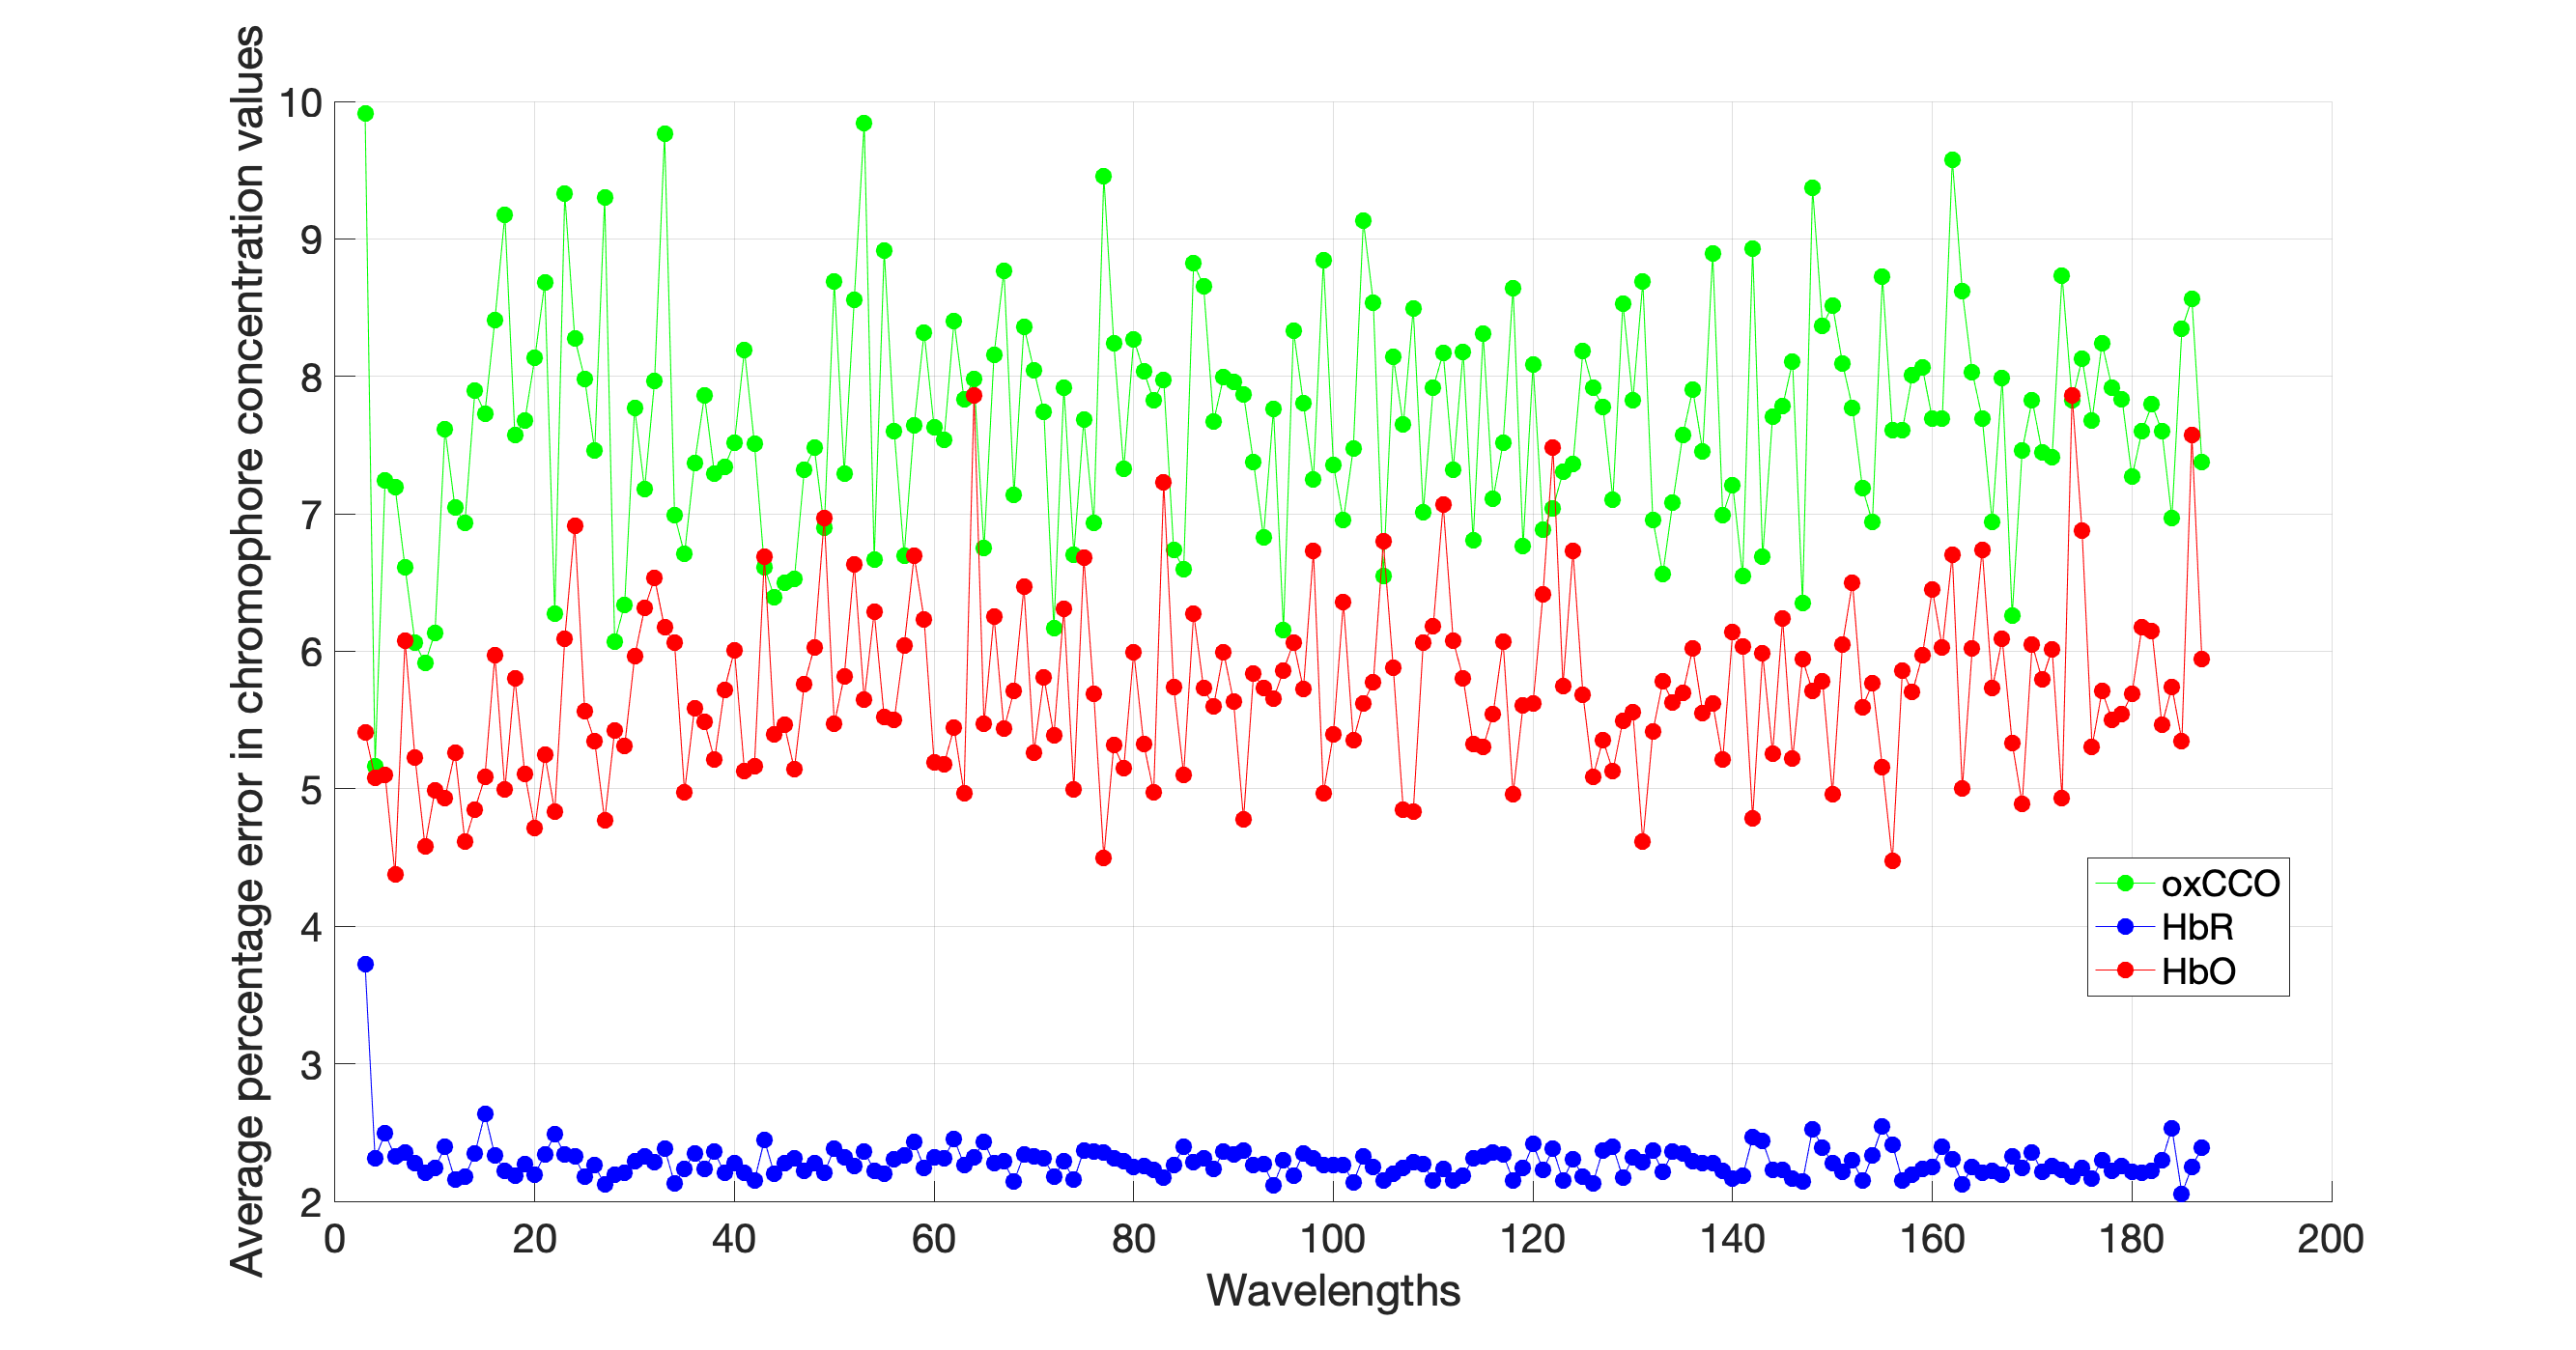 Average percentage error in chromophore concentration values
10
9
8
7
6
5
4
3
2
0 20 40 60 80 100 120 140 160 180 200
Wavelengths
oxCCO
HbR
HbO